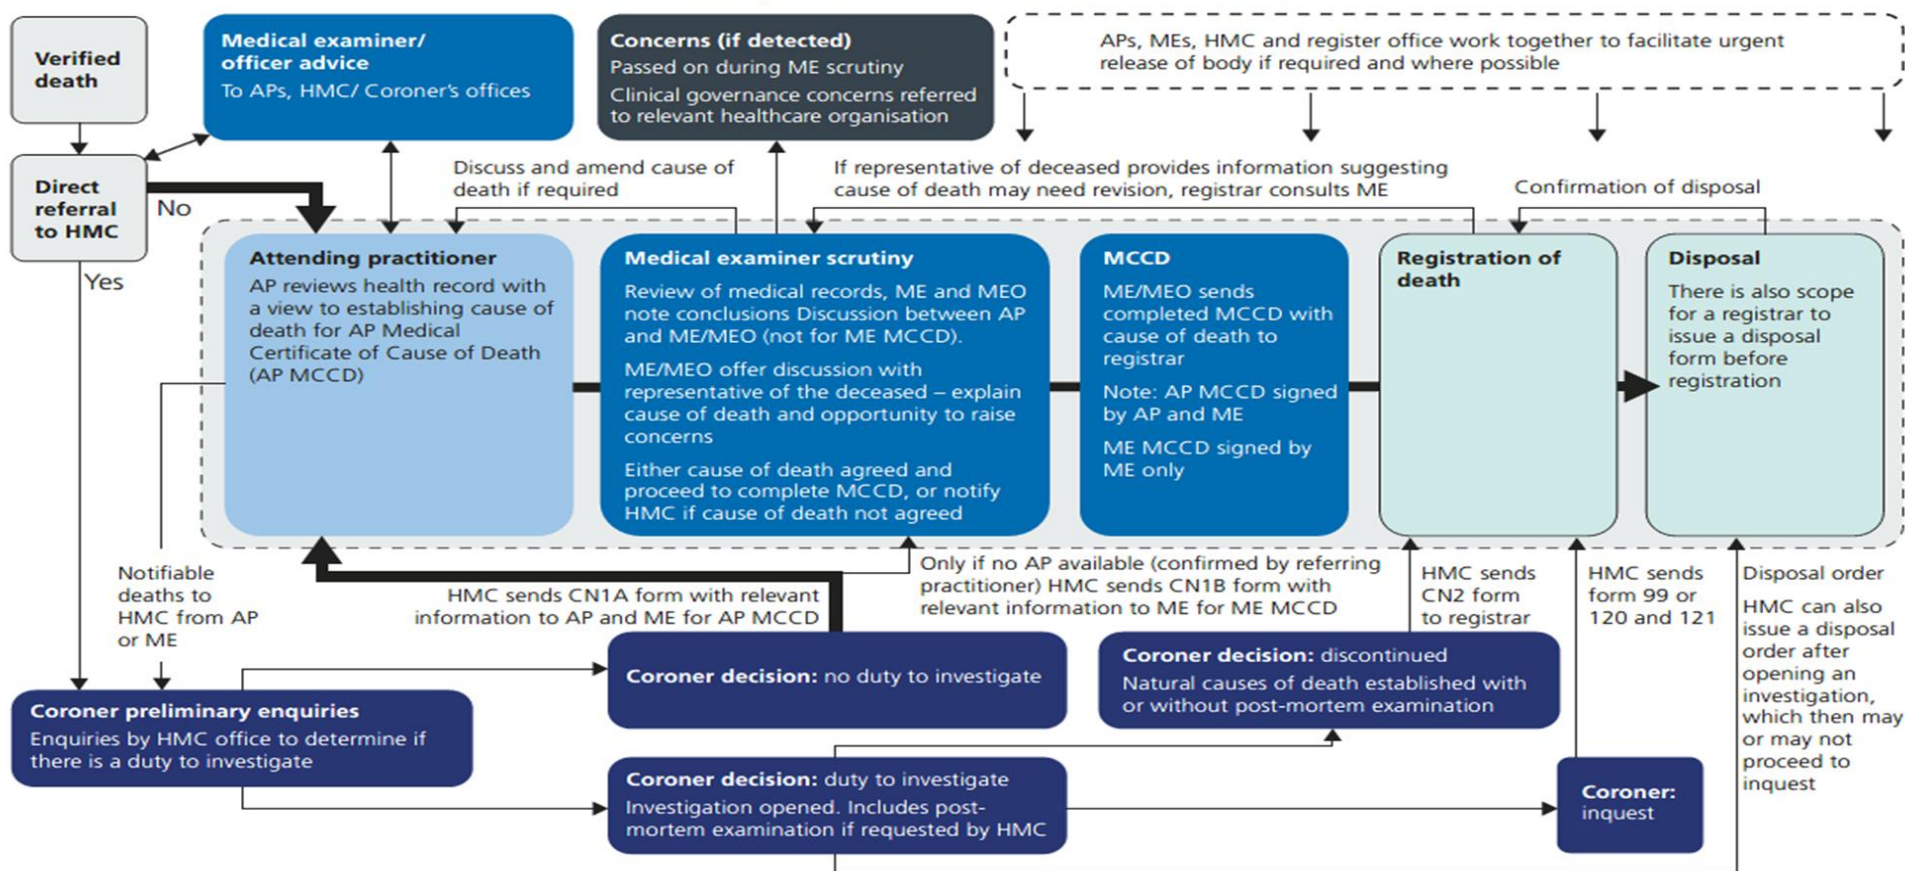 Verified
death
Medical examiner/
officer advice
To APs, HMC/ Coroner's offices
Concerns (if detected)
Passed on during ME scrutiny
Clinical governance concerns referred
to relevant healthcare organisation
APs, MEs, HMC and register office work together to facilitate urgent
release of body if required and where possible
Direct
referral
to HMC
No
Yes
Discuss and amend cause of
death if required
If representative of deceased provides information suggesting
cause of death may need revision, registrar consults ME
Confirmation of disposal
Attending practitioner
AP reviews health record with
a view to establishing cause of
death for AP Medical
Certificate of Cause of Death
(AP MCCD)
Medical examiner scrutiny
Review of medical records, ME and MEO
note conclusions Discussion between AP
and ME/MEO (not for ME MCCD).
ME/MEO offer discussion with
representative of the deceased – explain
cause of death and opportunity to raise
concerns
Either cause of death agreed and
proceed to complete MCCD, or notify
HMC if cause of death not agreed
MCCD
ME/MEO sends
completed MCCD with
cause of death to
registrar
Note: AP MCCD signed
by AP and ME
ME MCCD signed by
ME only
Registration of
death
Disposal
There is also scope
for a registrar to
issue a disposal
form before
registration
Notifiable
deaths to
HMC from AP
or ME
HMC sends CN1A form with relevant
information to AP and ME for AP MCCD
Only if no AP available (confirmed by referring
practitioner) HMC sends CN1B form with
relevant information to ME for ME MCCD
HMC sends
CN2 form
to registrar
HMC sends
form 99 or
120 and 121
Disposal order
HMC can also
issue a disposal
order after
opening an
investigation,
which then may
or may not
proceed to
inquest
Coroner preliminary enquiries
Enquiries by HMC office to determine if
there is a duty to investigate
Coroner decision: no duty to investigate
Coroner decision: discontinued
Natural causes of death established with
or without post-mortem examination
Coroner decision: duty to investigate
Investigation opened. Includes post-
mortem examination if requested by HMC
Coroner:
inquest